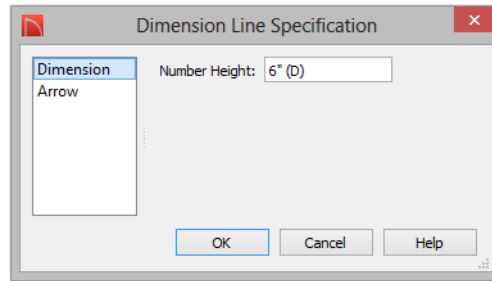 Dimension Line Specification
Dimension
Arrow
Number Height: 6" (D)
OK Cancel Help